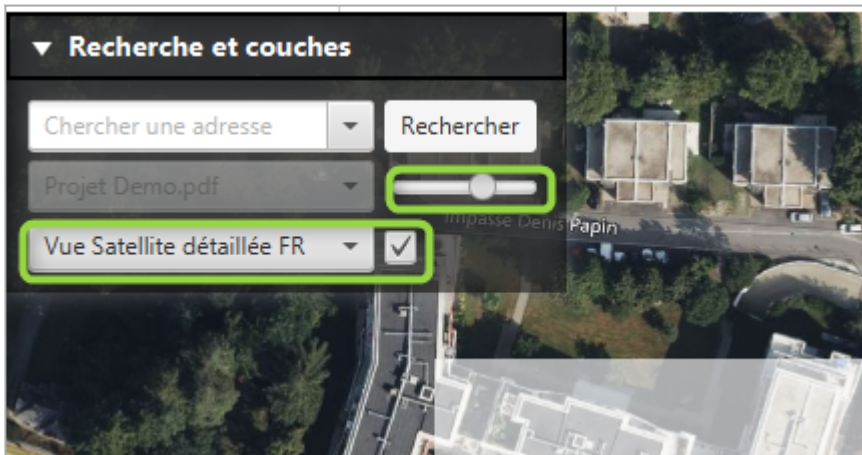 Recherche et couches
Chercher une adresse
Rechercher
Projet Demo.pdf
Impasse Denis Papin
Vue Satellite détaillée FR